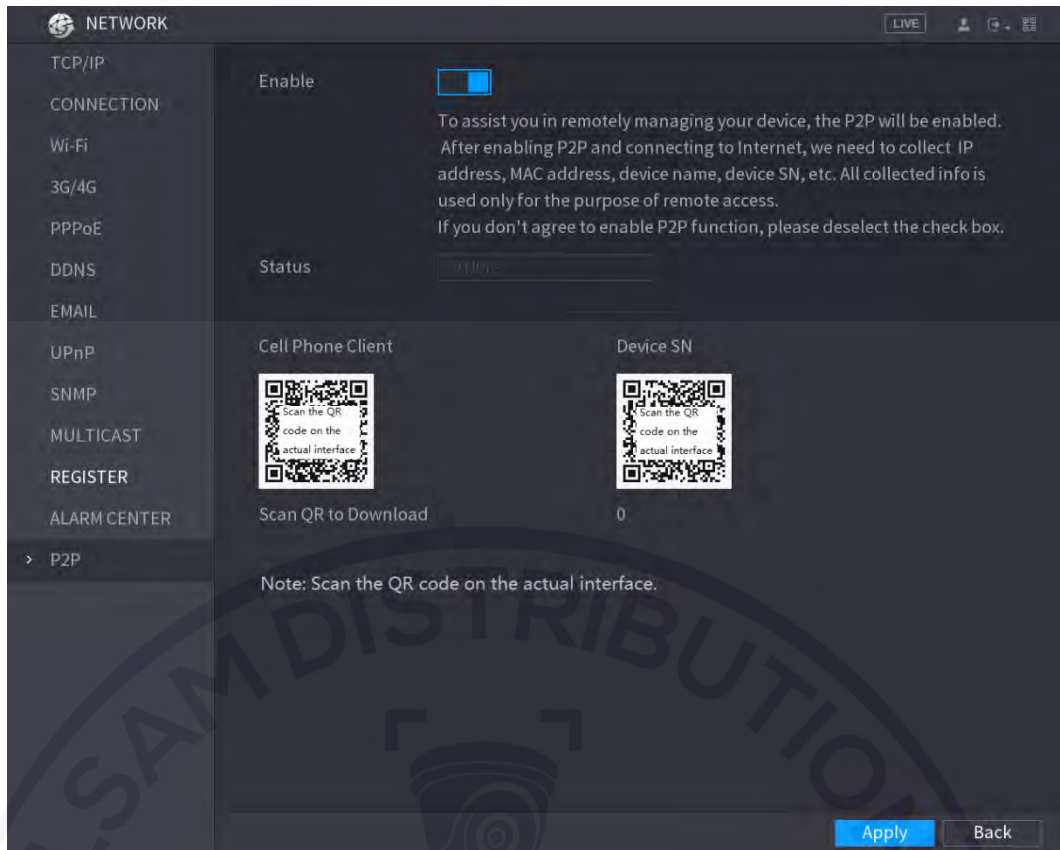 NETWORK
LIVE
TCP/IP
CONNECTION
Wi-Fi
3G/4G
PPPoE
DDNS
EMAIL
UPnP
SNMP
MULTICAST
REGISTER
ALARM CENTER
> P2P
Enable
To assist you in remotely managing your device, the P2P will be enabled.
After enabling P2P and connecting to Internet, we need to collect IP
address, MAC address, device name, device SN, etc. All collected info is
used only for the purpose of remote access.
If you don't agree to enable P2P function, please deselect the check box.
Status
Cell Phone Client
Device SN
Scan the QR
code on the
actual interface
Scan the QR
code on the
actual interface
Scan QR to Download
0
Note: Scan the QR code on the actual interface.
SAM DISTRIBUTION
Apply
Back